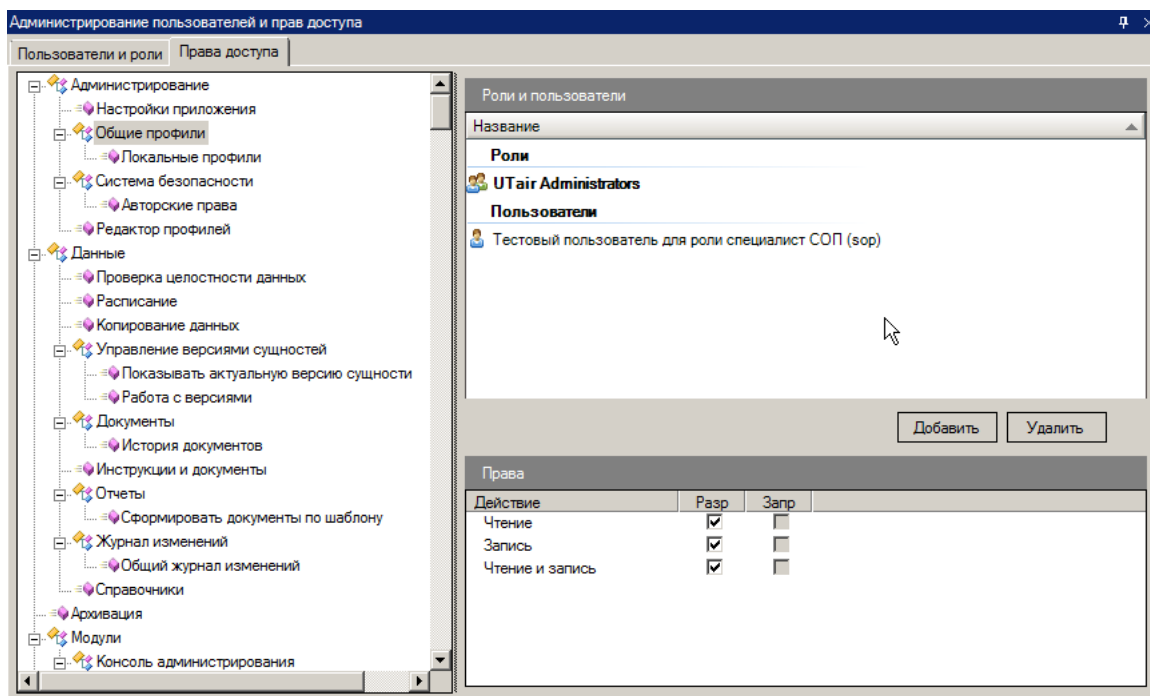 Администрирование пользователей и прав доступа
Пользователи и роли
Права доступа
Администрирование
Настройки приложения
Общие профили
Локальные профили
Система безопасности
Авторские права
Редактор профилей
Данные
Проверка целостности данных
Расписание
Копирование данных
Управление версиями сущностей
Показывать актуальную версию сущности
Работа с версиями
Документы
История документов
Инструкции и документы
Отчеты
Сформировать документы по шаблону
Журнал изменений
Общий журнал изменений
Справочники
Архивация
Модули
Консоль администрирования
Роли и пользователи
Название
Роли
UTair Administrators
Пользователи
Тестовый пользователь для роли специалист СОП (sop)
Добавить
Удалить
Права
Действие Разр Запр
Чтение
Запись
Чтение и запись